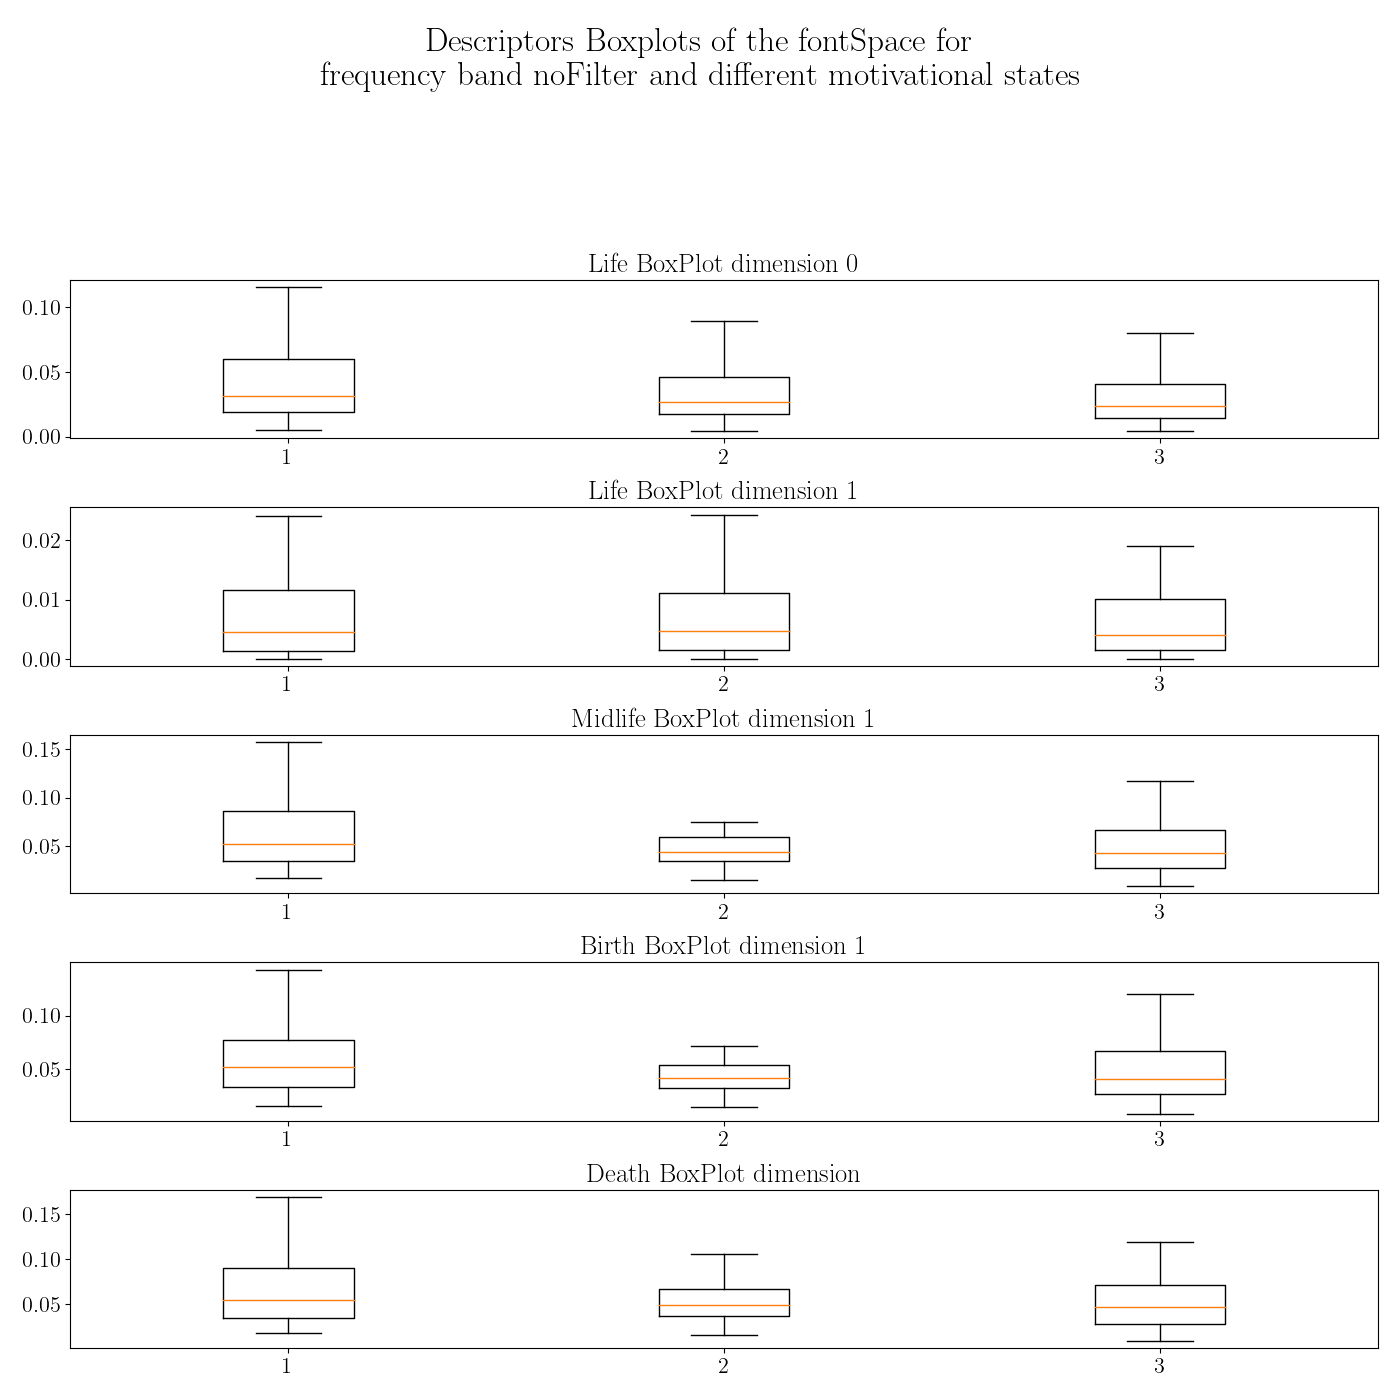 Descriptors Boxplots of the fontSpace for
frequency band noFilter and different motivational states
Life BoxPlot dimension 0
0.10
0.05
0.00
1 2 3
Life BoxPlot dimension 1
0.02
0.01
0.00
1 2 3
Midlife BoxPlot dimension 1
0.15
0.10
0.05
1 2 3
Birth BoxPlot dimension 1
0.10
0.05
1 2 3
Death BoxPlot dimension
0.15
0.10
0.05
1 2 3